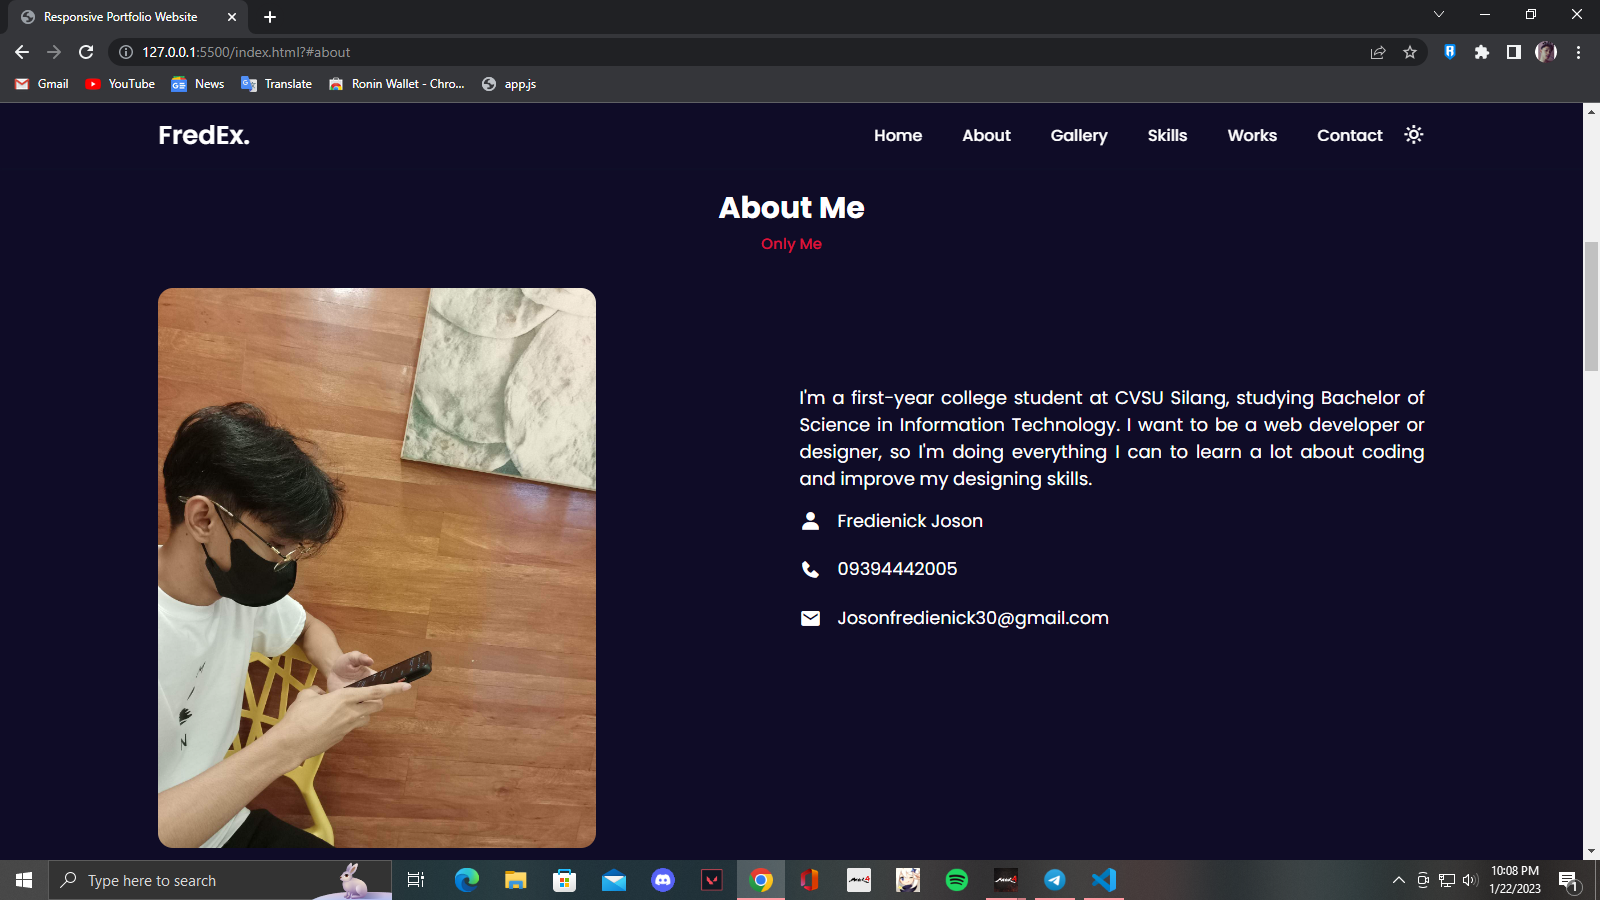 Responsive Portfolio Website
127.0.0.1:5500/index.html?#about
Gmail YouTube News Translate Ronin Wallet - Chro... app.js
FredEx. Home About Gallery Skills Works Contact
About Me
Only Me
I'm a first-year college student at CVSU Silang, studying Bachelor of
Science in Information Technology. I want to be a web developer or
designer, so I'm doing everything I can to learn a lot about coding
and improve my designing skills.
Fredienick Joson
09394442005
Josonfredienick30@gmail.com
Type here to search
10:08 PM
1/22/2023
1